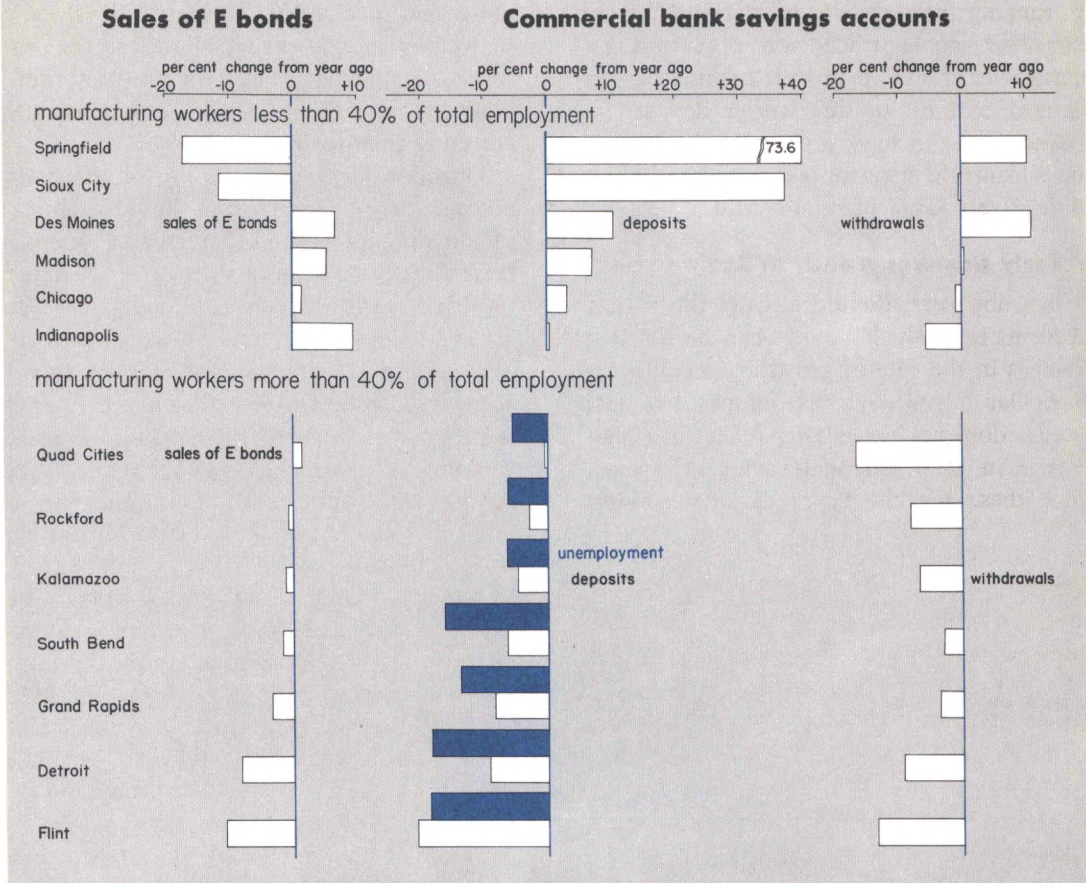 Sales of E bonds
Commercial bank savings accounts
per cent change from year ago
per cent change from year ago
per cent change from year ago
-20 -10 0 +10
-20 -10 0 +10 +20 +30 +40
-20 -10 0 +10
manufacturing workers less than 40% of total employment
Springfield
73.6
Sioux City
Des Moines
sales of E bonds
deposits
withdrawals
Madison
Chicago
Indianapolis
manufacturing workers more than 40% of total employment
Quad Cities
sales of E bonds
Rockford
unemployment
Kalamazoo
deposits
withdrawals
South Bend
Grand Rapids
Detroit
Flint